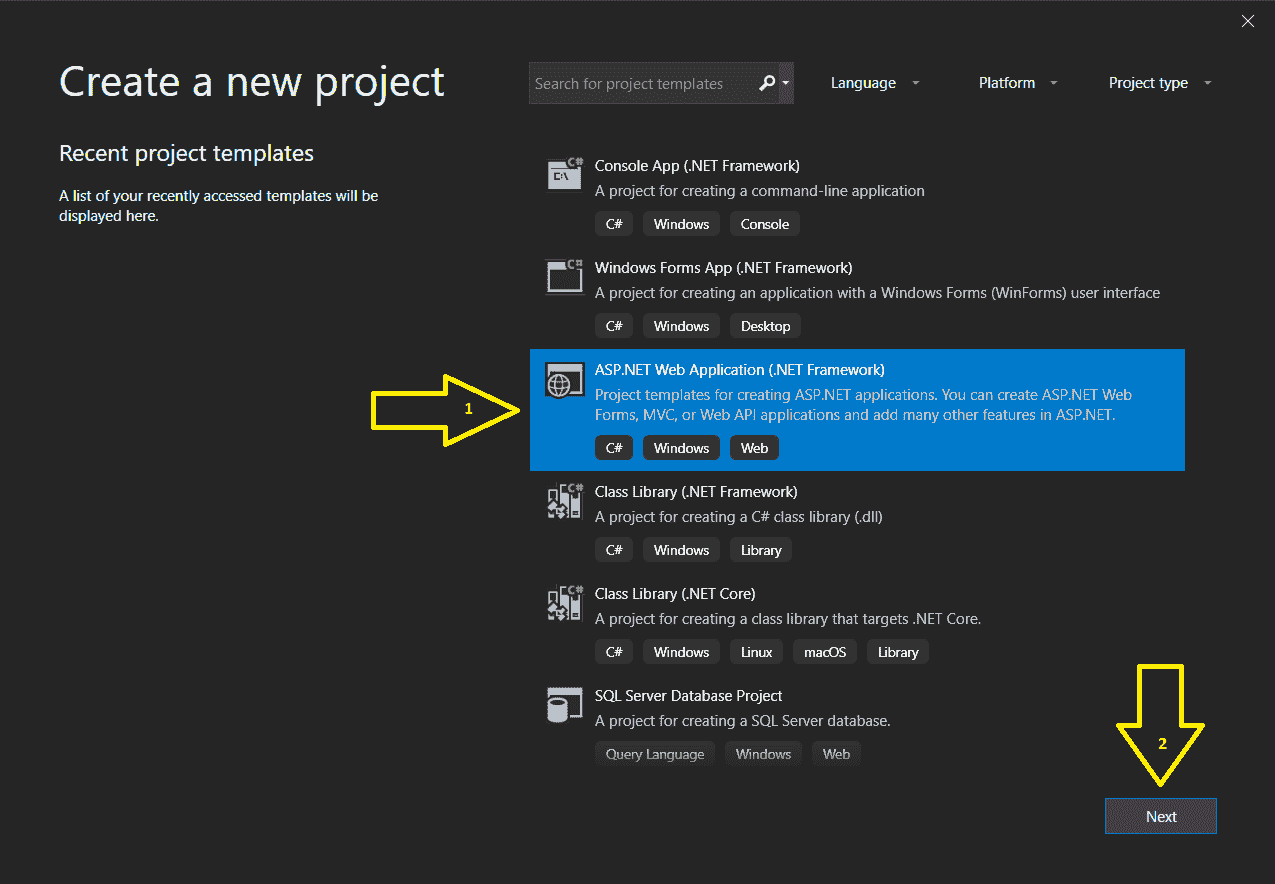 Create a new project
Search for project templates
Language
Platform
Project type
Recent project templates
A list of your recently accessed templates will be
displayed here.
C#
C:\
Console App (.NET Framework)
A project for creating a command-line application
C#
Windows
Console
C#
Windows Forms App (.NET Framework)
A project for creating an application with a Windows Forms (WinForms) user interface
C#
Windows
Desktop
1
ASP.NET Web Application (.NET Framework)
Project templates for creating ASP.NET applications. You can create ASP.NET Web
Forms, MVC, or Web API applications and add many other features in ASP.NET.
C#
Windows
Web
C#
Class Library (.NET Framework)
A project for creating a C# class library (.dll)
C#
Windows
Library
C#
Class Library (.NET Core)
A project for creating a class library that targets .NET Core.
C#
Windows
Linux
macOS
Library
SQL Server Database Project
A project for creating a SQL Server database.
Query Language
Windows
Web
2
Next